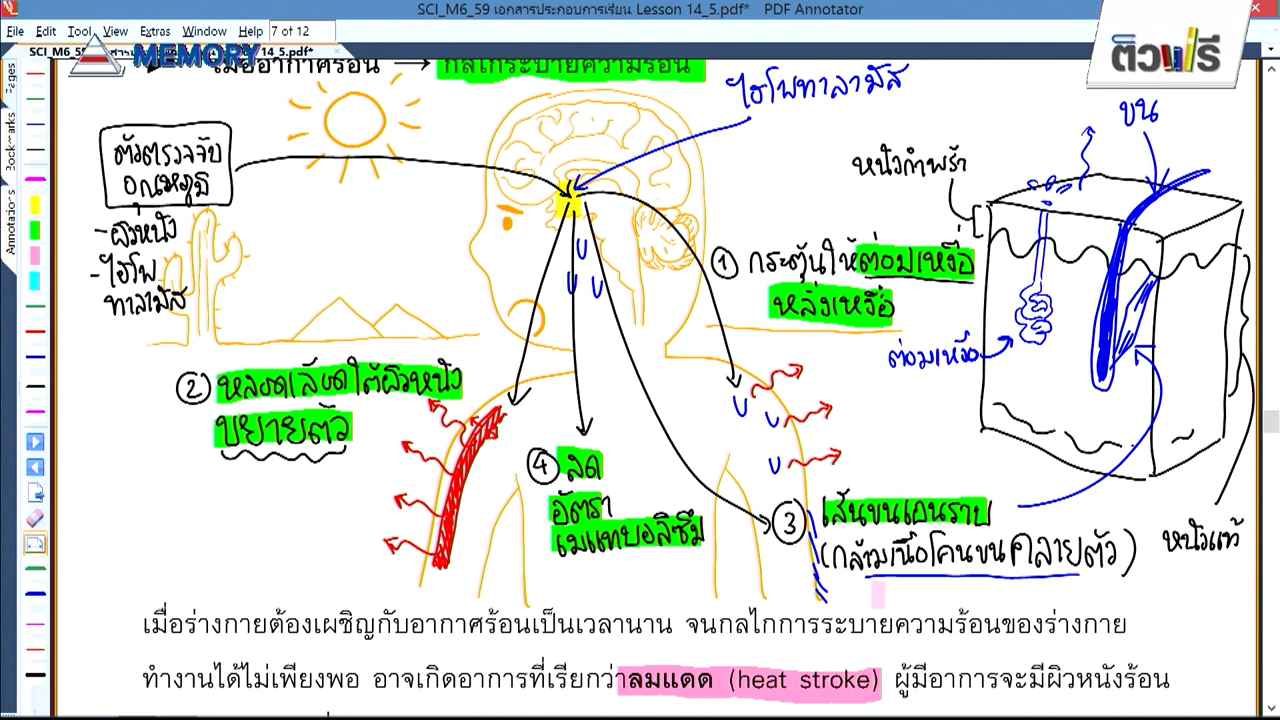 SCI_M6_59 เอกสารประกอบการเรียน Lesson 14_5.pdf* PDF Annotator
File Edit Tool View Extras Window Help 7 of 12
14_5.pdf*
MEMORY
ติวฟรี
Pages
Bookmarks
Annotations
เมื่ออากาศร้อน → กลไกระบายความร้อน
ไฮโพทาลามัส
ขน
ตัวตรวจจับ
อุณหภูมิ
- ผิวหนัง
- ไฮโพ
ทาลามัส
หนังกำพร้า
① กระตุ้นให้ต่อมเหงื่อ
หลั่งเหงื่อ
ต่อมเหงื่อ
② หลอดเลือดใต้ผิวหนัง
ขยายตัว
④ ลด
อัตรา
เมแทบอลิซึม
③ เส้นขนเอนราบ
(กล้ามเนื้อโคนขนคลายตัว)
หนังแท้
เมื่อร่างกายต้องเผชิญกับอากาศร้อนเป็นเวลานาน จนกลไกการระบายความร้อนของร่างกาย
ทำงานได้ไม่เพียงพอ อาจเกิดอาการที่เรียกว่าลมแดด (heat stroke) ผู้มีอาการจะมีผิวหนังร้อน